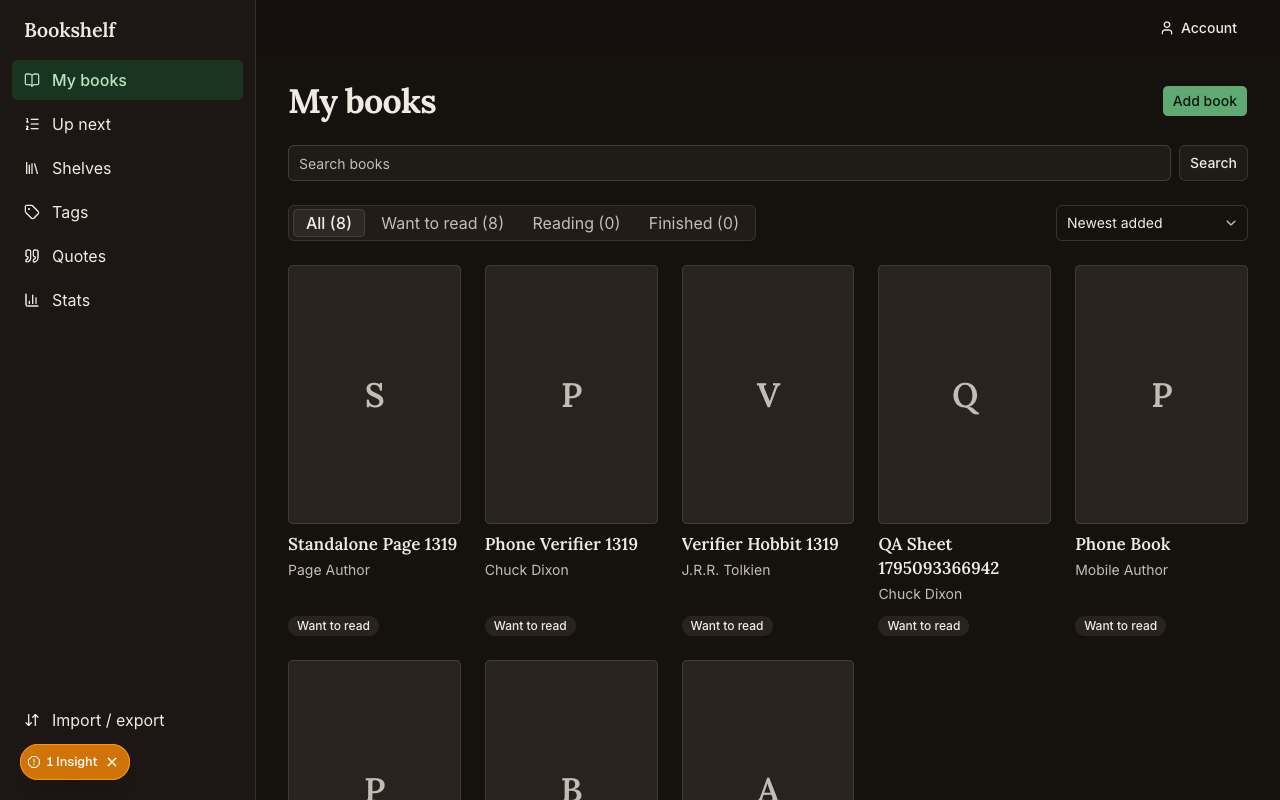 Bookshelf
Account
My books
Up next
Shelves
Tags
Quotes
Stats
Import / export
1 Insight
My books
Add book
Search books
Search
All (8)
Want to read (8)
Reading (0)
Finished (0)
Newest added
S
P
V
Q
P
Standalone Page 1319
Page Author
Want to read
Phone Verifier 1319
Chuck Dixon
Want to read
Verifier Hobbit 1319
J.R.R. Tolkien
Want to read
QA Sheet
1795093366942
Chuck Dixon
Want to read
Phone Book
Mobile Author
Want to read
P
B
A